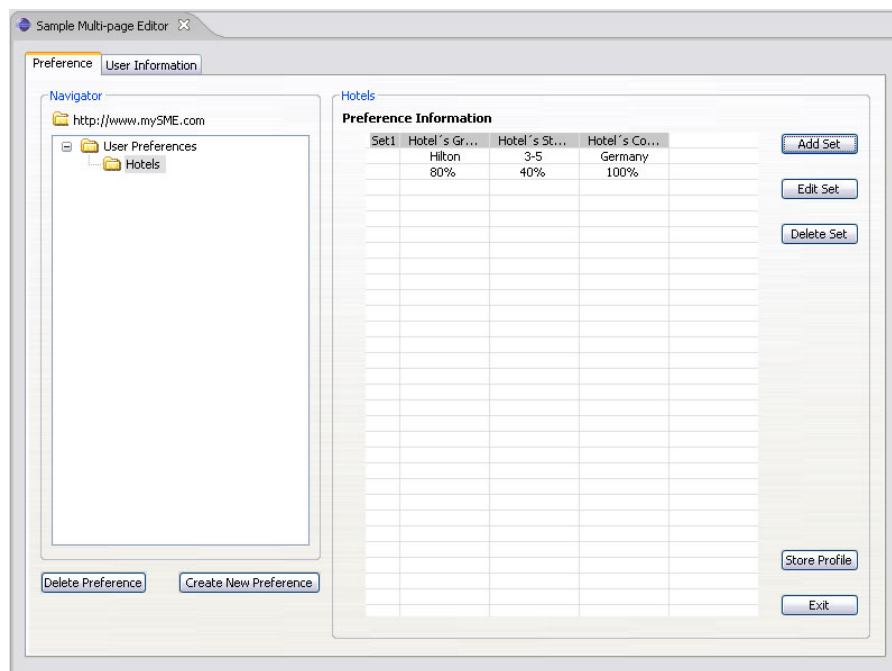 Sample Multi-page Editor
Preference User Information
Navigator
http://www.mySME.com
User Preferences
Hotels
Delete Preference Create New Preference
Hotels
Preference Information
Set1 Hotel´s Gr... Hotel´s St... Hotel´s Co...
Hilton 3-5 Germany
80% 40% 100%
Add Set
Edit Set
Delete Set
Store Profile
Exit